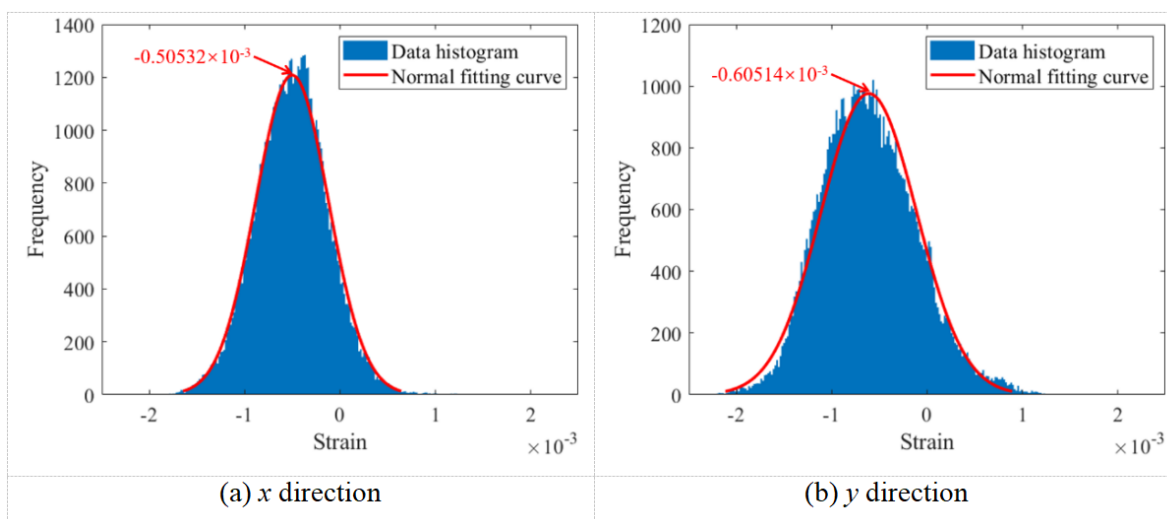 1400
1200
1000
800
600
400
200
0
Frequency
-0.50532×10-3
Data histogram
Normal fitting curve
-2 -1 0 1 2
Strain
×10-3
(a) x direction
1200
1000
800
600
400
200
0
Frequency
-0.60514×10-3
Data histogram
Normal fitting curve
-2 -1 0 1 2
Strain
×10-3
(b) y direction